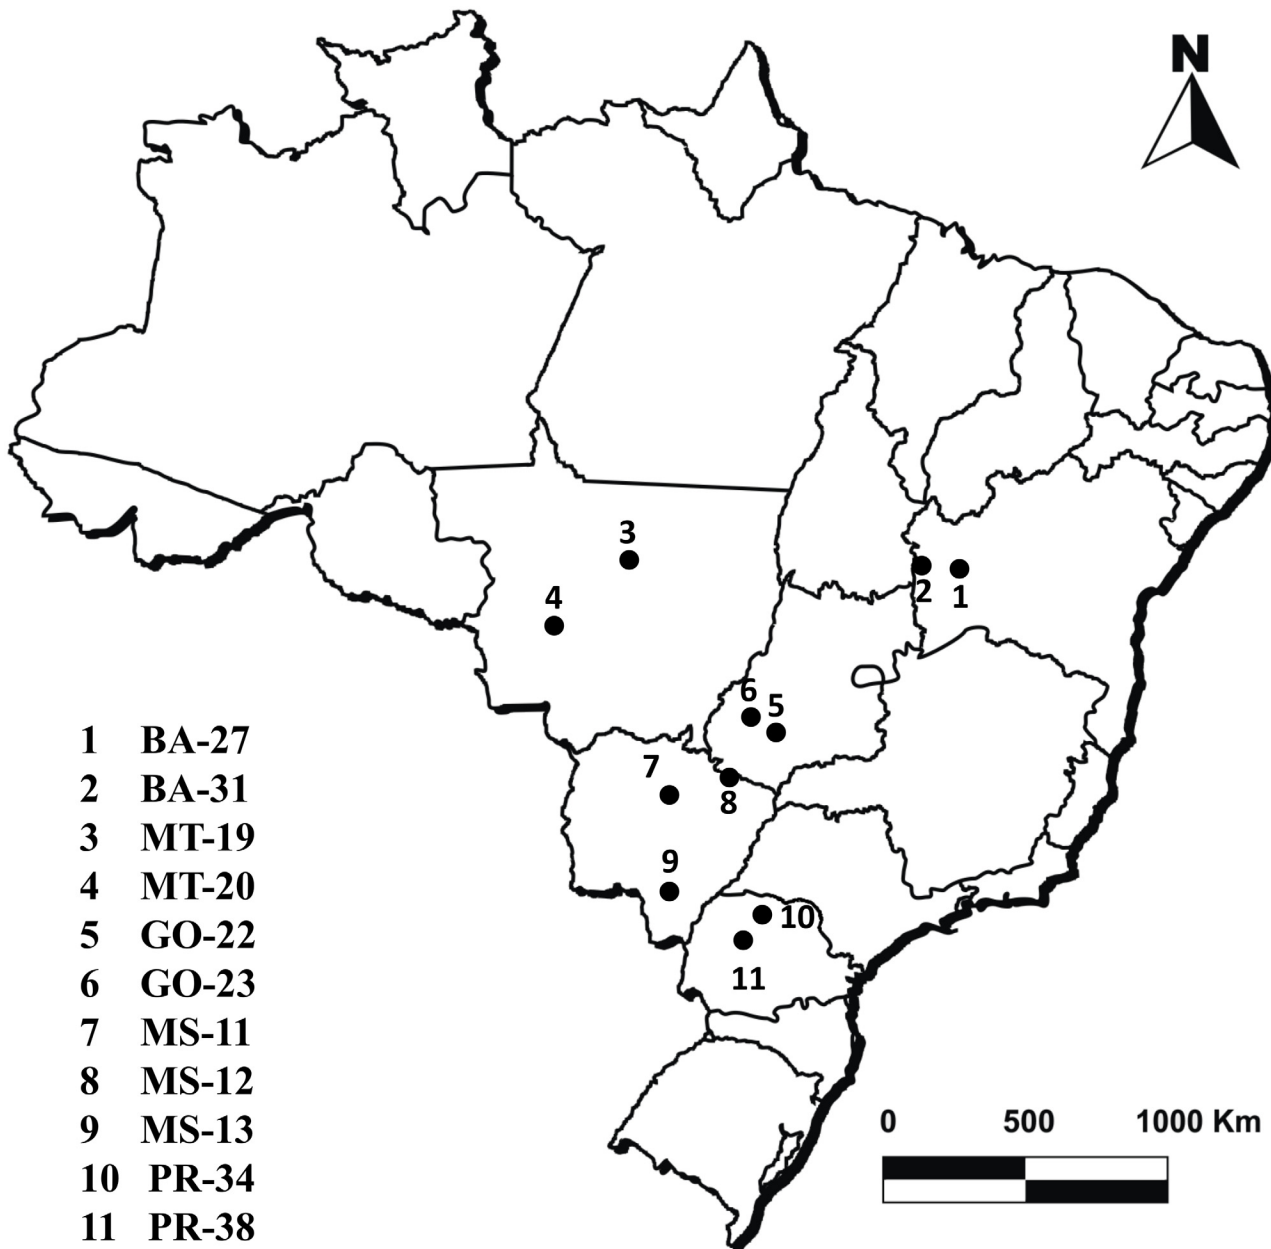 N
3
4
2 1
6
5
7
8
9
10
11
1 BA-27
2 BA-31
3 MT-19
4 MT-20
5 GO-22
6 GO-23
7 MS-11
8 MS-12
9 MS-13
10 PR-34
11 PR-38
0 500 1000 Km